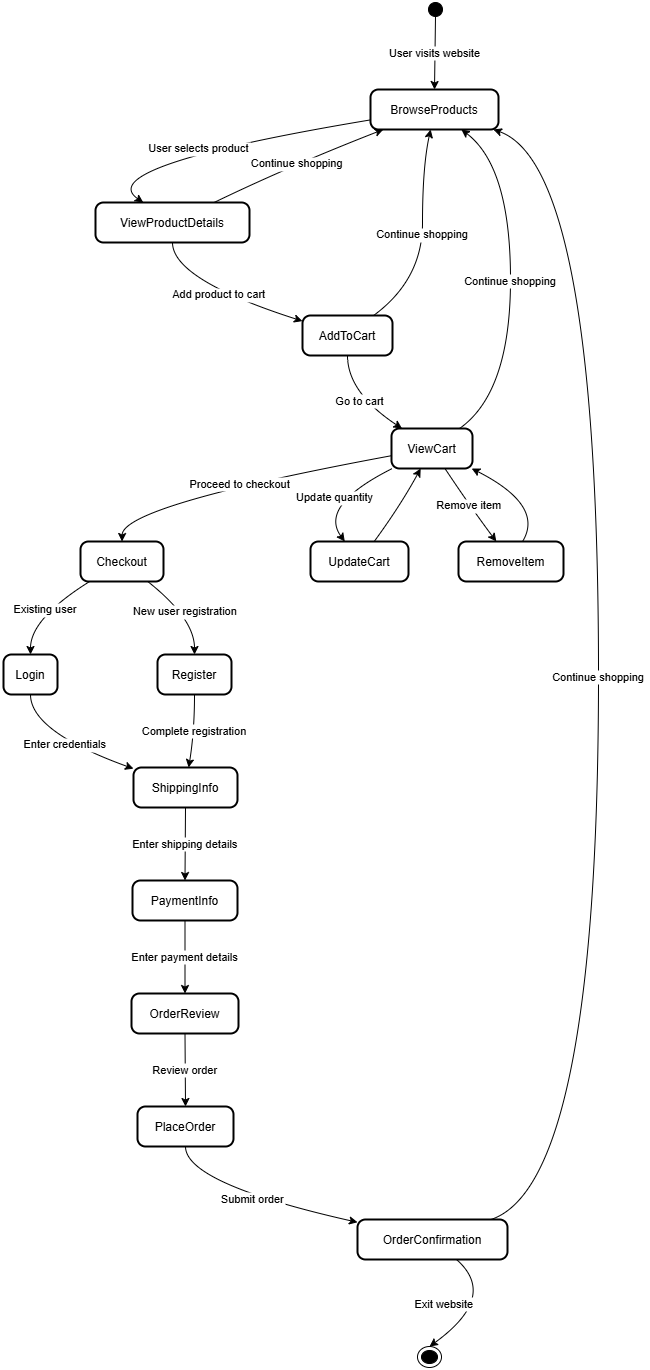 User visits website
BrowseProducts
User selects product
Continue shopping
ViewProductDetails
Continue shopping
Continue shopping
Add product to cart
AddToCart
Go to cart
ViewCart
Proceed to checkout
Update quantity
Remove item
Checkout
UpdateCart
RemoveItem
Existing user
New user registration
Login
Register
Continue shopping
Enter credentials
Complete registration
ShippingInfo
Enter shipping details
PaymentInfo
Enter payment details
OrderReview
Review order
PlaceOrder
Submit order
OrderConfirmation
Exit website